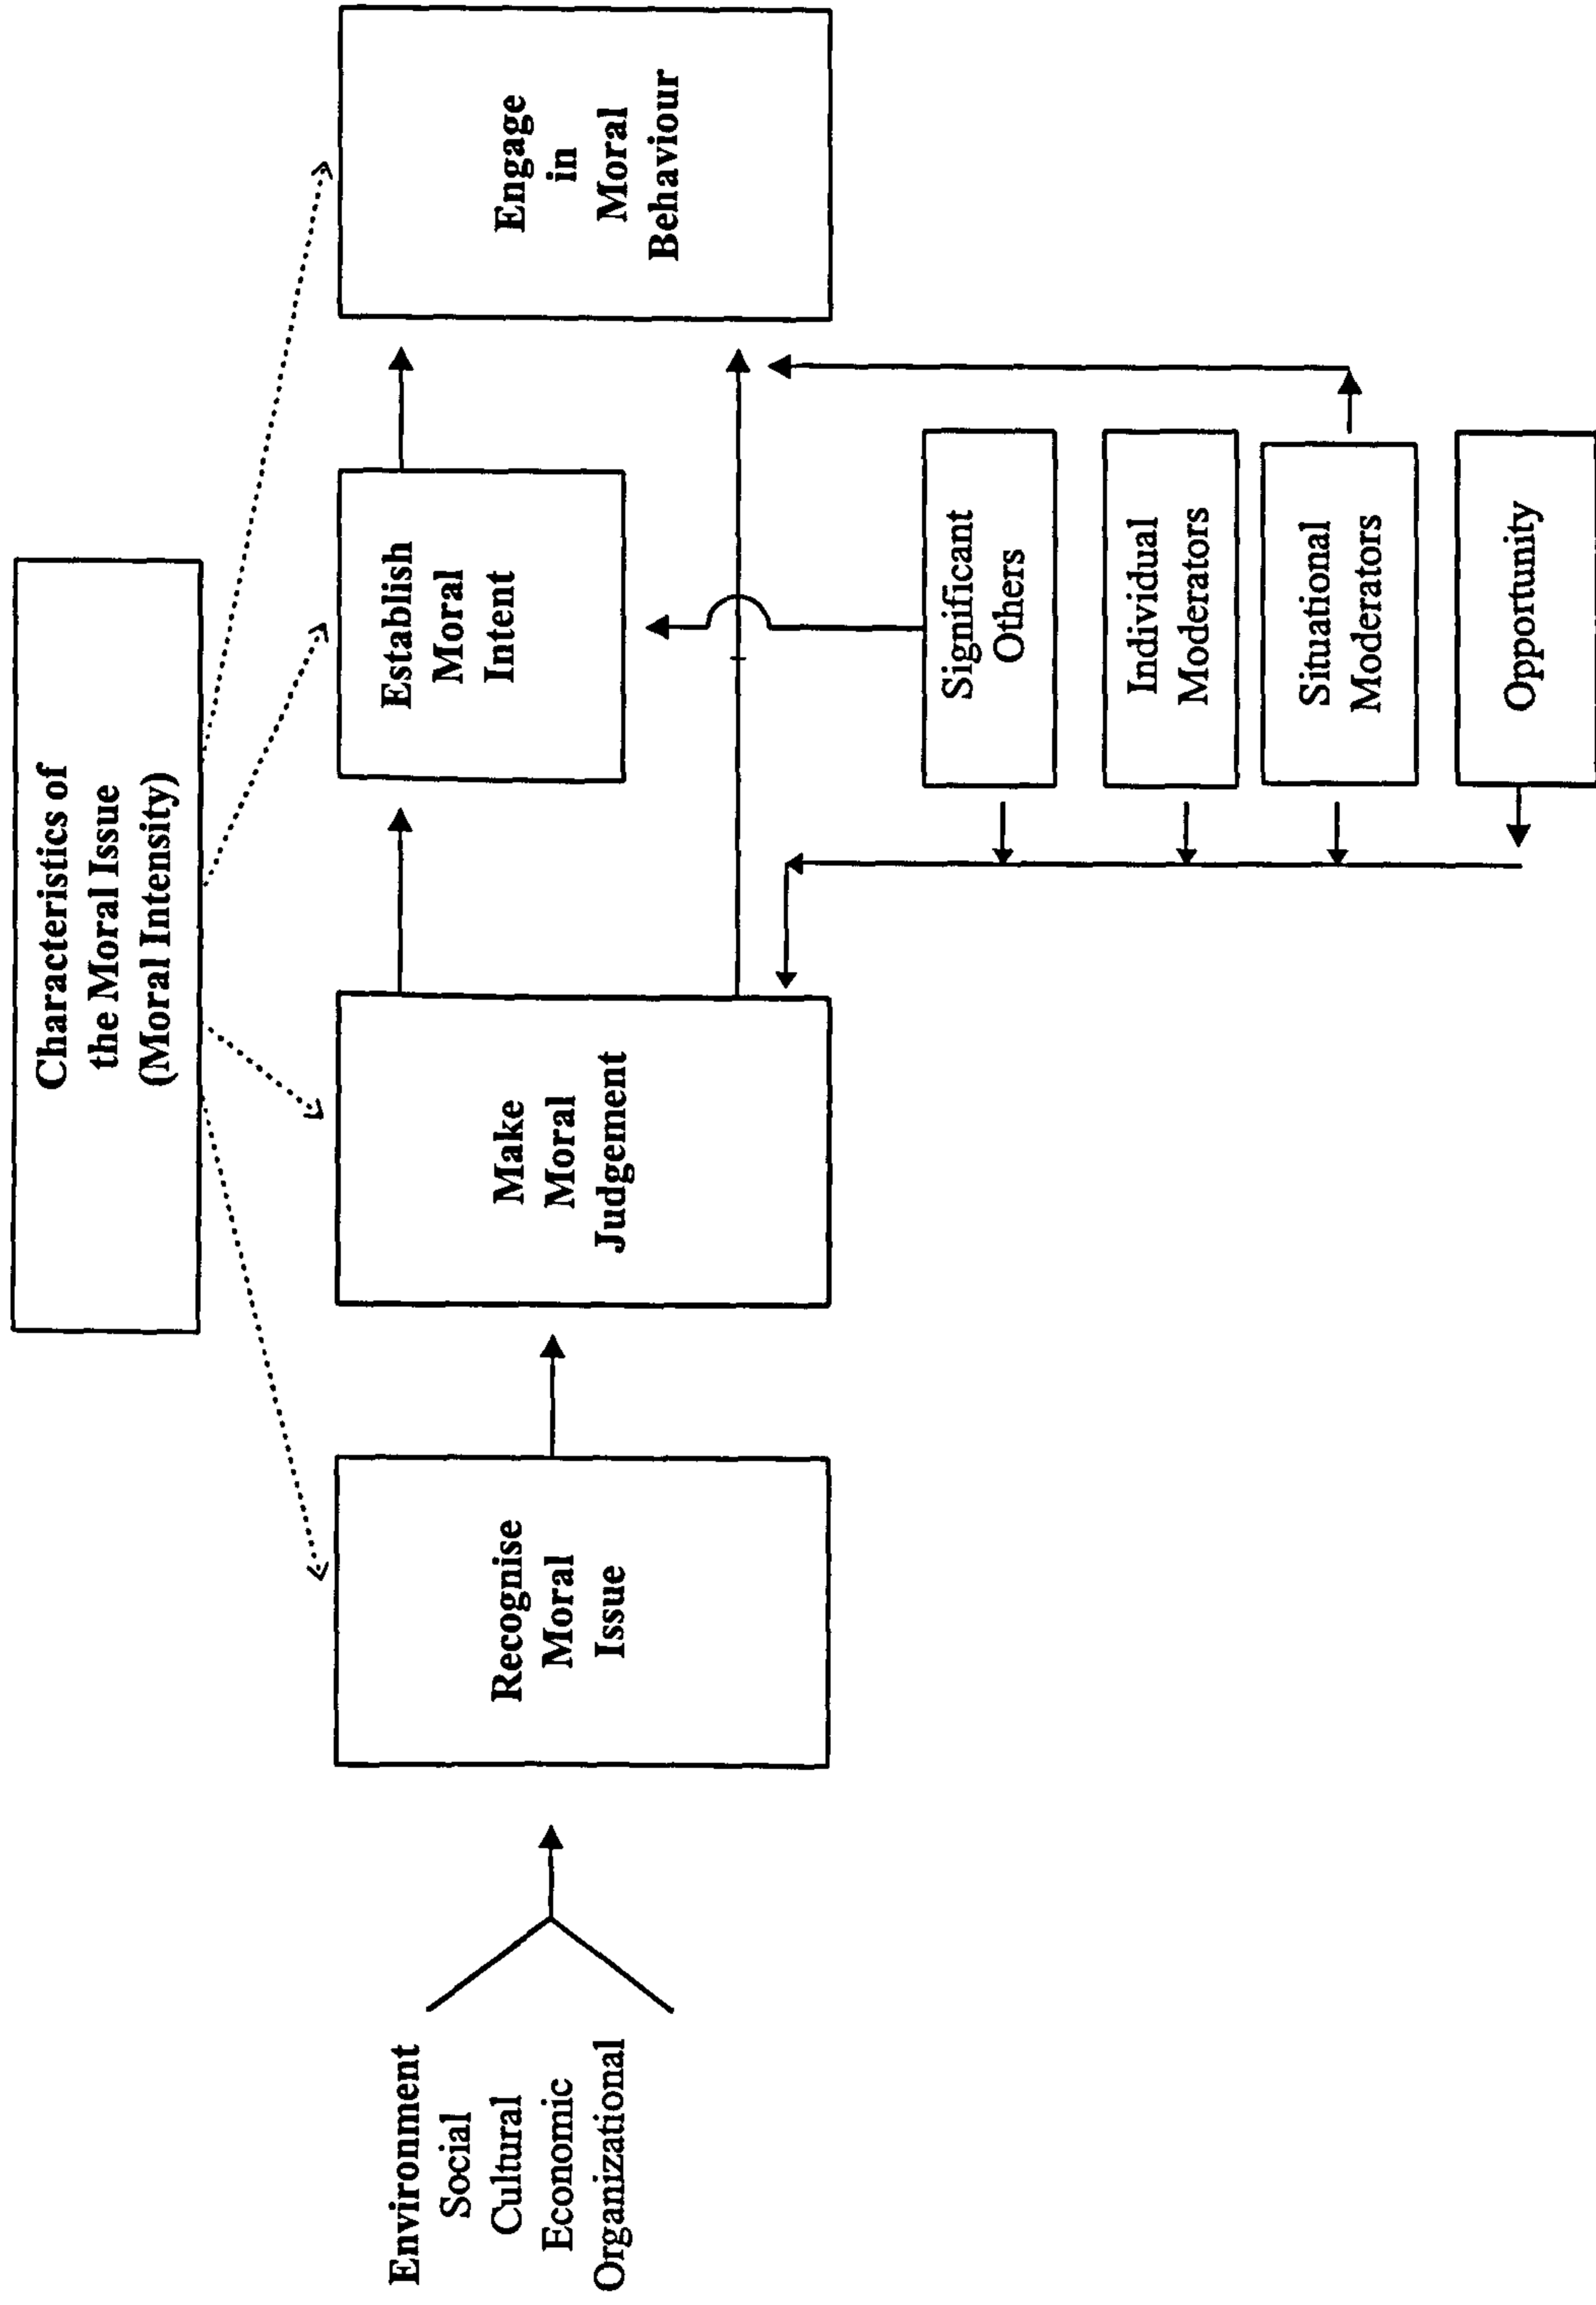 Characteristics of
the Moral Issue
(Moral Intensity)
Environment
Social
Cultural
Economic
Organizational
Recognise
Moral
Issue
Make
Moral
Judgement
Establish
Moral
Intent
Engage
in
Moral
Behaviour
Significant
Others
Individual
Moderators
Situational
Moderators
Opportunity